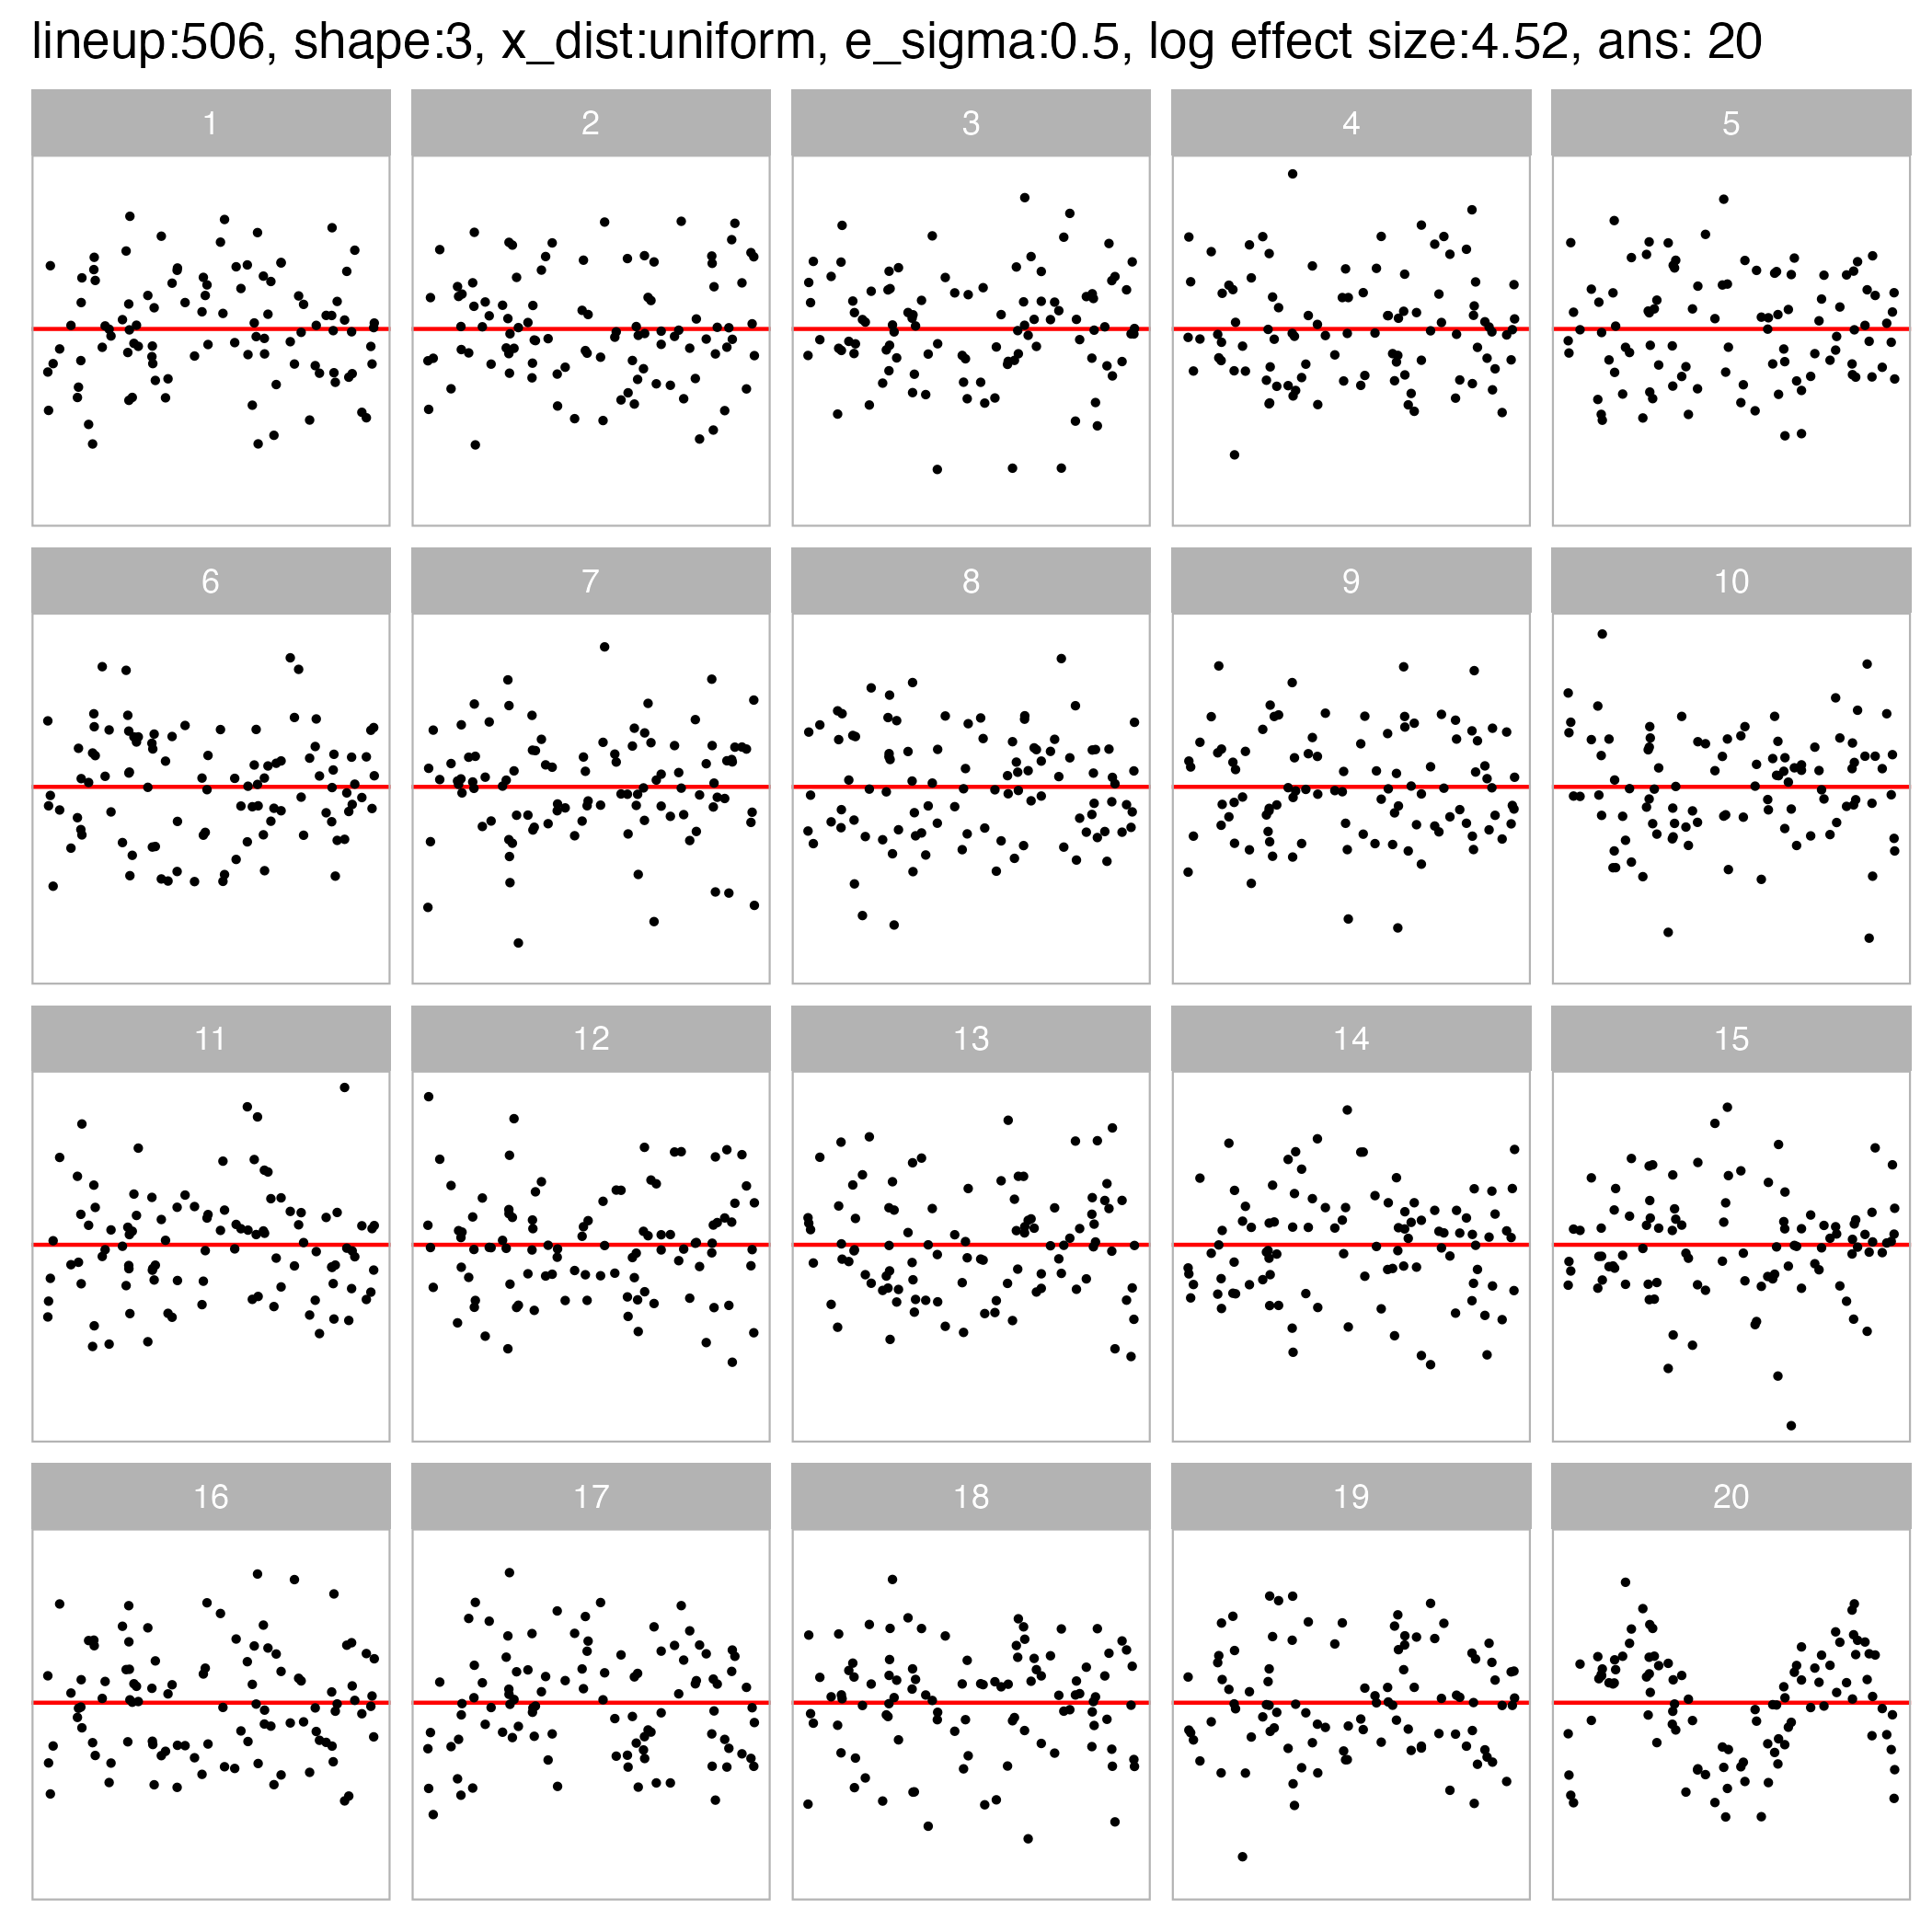 lineup:506, shape:3, x_dist:uniform, e_sigma:0.5, log effect size:4.52, ans: 20
1 2 3 4 5
6 7 8 9 10
11 12 13 14 15
16 17 18 19 20